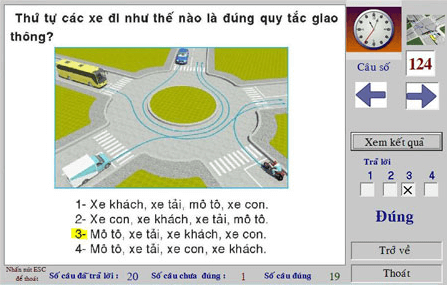 Thứ tự các xe đi như thế nào là đúng quy tắc giao
thông?
1- Xe khách, xe tải, mô tô, xe con.
2- Xe con, xe khách, xe tải, mô tô.
3- Mô tô, xe tải, xe khách, xe con.
4- Mô tô, xe tải, xe con, xe khách.
Câu số
124
Xem kết quả
Trả lời
1 2 3 4
Đúng
Trở về
Thoát
Nhấn nút ESC
để thoát
Số câu đã trả lời : 20 Số câu chưa đúng : 1 Số câu đúng 19